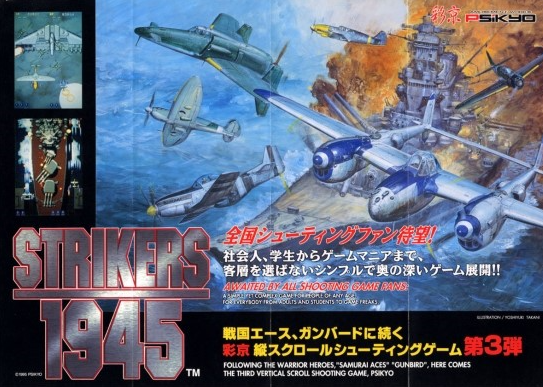 彩京 PSIKYO
STRIKERS
1945
TM
全国シューティングファン待望!
社会人、学生からゲームマニアまで、
客層を選ばないシンプルで奥の深いゲーム展開!!
AWAITED BY ALL SHOOTING GAME FANS:
A SIMPLE YET COMPLEX GAME FOR PEOPLE OF ANY AGE,
FOR EVERYBODY FROM ADULTS AND STUDENTS TO GAME FREAKS
ILLUSTRATION / YOSHIYUKI TAKANI
戦国エース、ガンバードに続く
彩京 縦スクロールシューティングゲーム第3弾
FOLLOWING THE WARRIOR HEROES, "SAMURAI ACES" "GUNBIRD", HERE COMES
THE THIRD VERTICAL SCROLL SHOOTING GAME, PSIKYO
©1995 PSIKYO